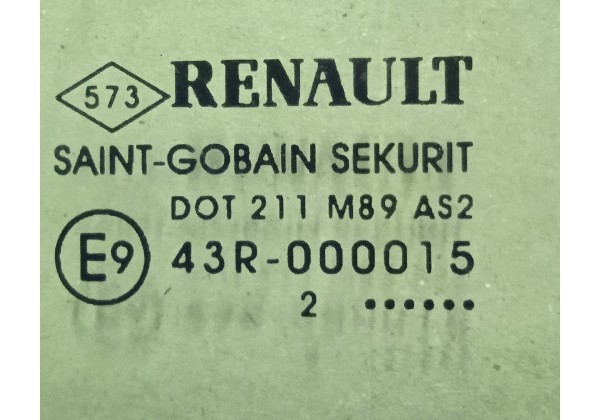 573 RENAULT
SAINT-GOBAIN SEKURIT
DOT 211 M89 AS2
E9 43R-000015
2 ••••••